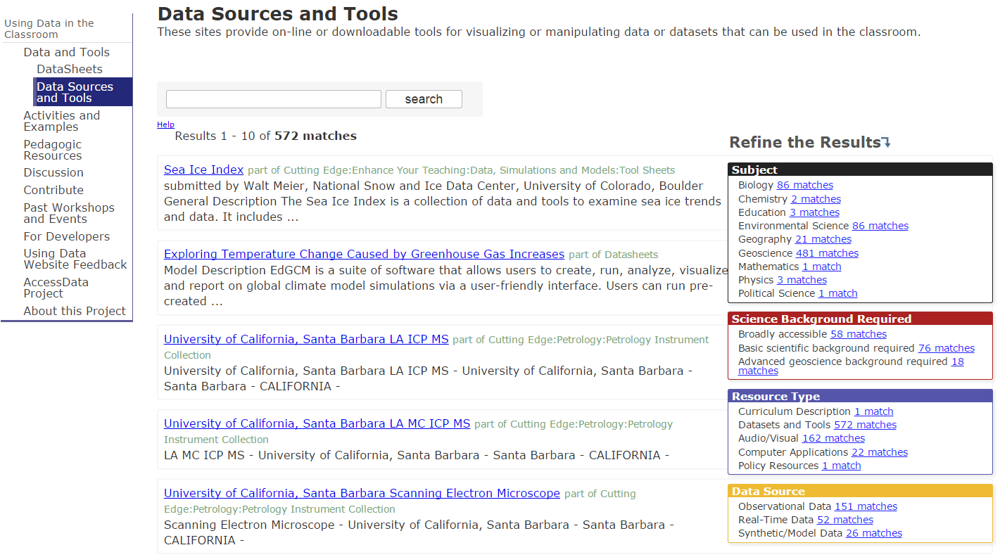 Using Data in the
Classroom
Data and Tools
DataSheets
Data Sources
and Tools
Activities and
Examples
Pedagogic
Resources
Discussion
Contribute
Past Workshops
and Events
For Developers
Using Data
Website Feedback
AccessData
Project
About this Project
Data Sources and Tools
These sites provide on-line or downloadable tools for visualizing or manipulating data or datasets that can be used in the classroom.
search
Help
Results 1 - 10 of 572 matches
Sea Ice Index part of Cutting Edge:Enhance Your Teaching:Data, Simulations and Models:Tool Sheets
submitted by Walt Meier, National Snow and Ice Data Center, University of Colorado, Boulder
General Description The Sea Ice Index is a collection of data and tools to examine sea ice trends
and data. It includes ...
Exploring Temperature Change Caused by Greenhouse Gas Increases part of Datasheets
Model Description EdGCM is a suite of software that allows users to create, run, analyze, visualize
and report on global climate model simulations via a user-friendly interface. Users can run pre-
created ...
University of California, Santa Barbara LA ICP MS part of Cutting Edge:Petrology:Petrology Instrument
Collection
University of California, Santa Barbara LA ICP MS - University of California, Santa Barbara -
Santa Barbara - CALIFORNIA -
University of California, Santa Barbara LA MC ICP MS part of Cutting Edge:Petrology:Petrology
Instrument Collection
LA MC ICP MS - University of California, Santa Barbara - Santa Barbara - CALIFORNIA -
University of California, Santa Barbara Scanning Electron Microscope part of Cutting
Edge:Petrology:Petrology Instrument Collection
Scanning Electron Microscope - University of California, Santa Barbara - Santa Barbara -
CALIFORNIA -
Refine the Results
Subject
Biology 86 matches
Chemistry 2 matches
Education 3 matches
Environmental Science 86 matches
Geography 21 matches
Geoscience 481 matches
Mathematics 1 match
Physics 3 matches
Political Science 1 match
Science Background Required
Broadly accessible 58 matches
Basic scientific background required 76 matches
Advanced geoscience background required 18
matches
Resource Type
Curriculum Description 1 match
Datasets and Tools 572 matches
Audio/Visual 162 matches
Computer Applications 22 matches
Policy Resources 1 match
Data Source
Observational Data 151 matches
Real-Time Data 52 matches
Synthetic/Model Data 26 matches